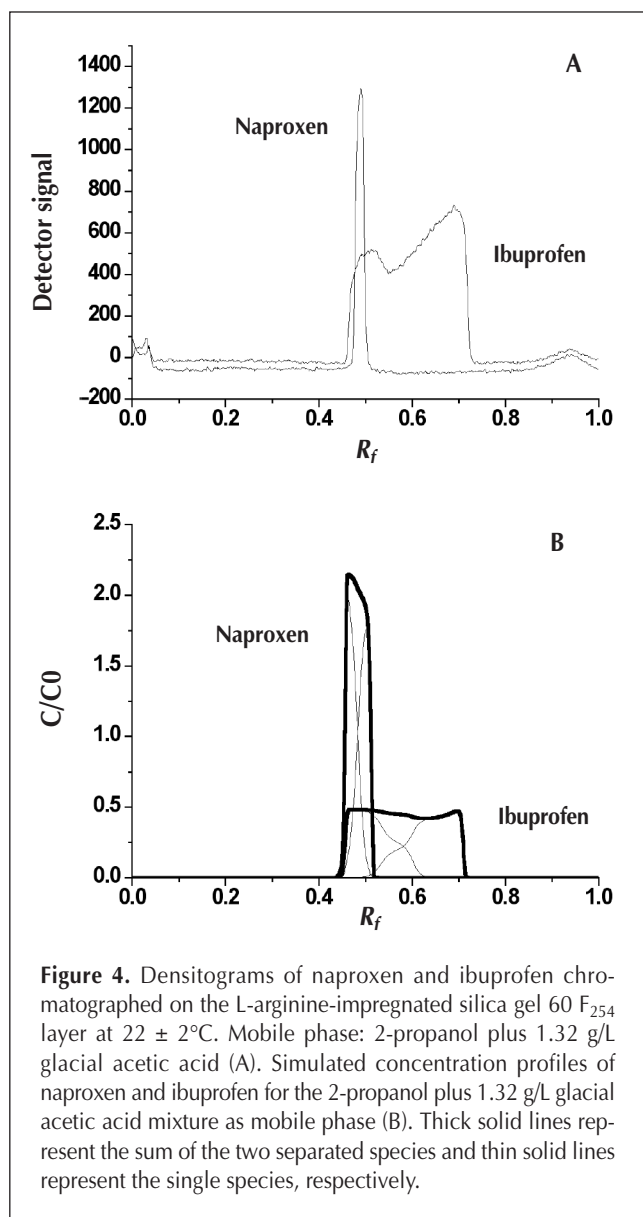 A
1400
1200
1000
800
600
400
200
0
−200
Detector signal
Naproxen
Ibuprofen
0.0 0.2 0.4 0.6 0.8 1.0
Rf
B
2.5
2.0
1.5
1.0
0.5
0.0
C/C0
Naproxen
Ibuprofen
0.0 0.2 0.4 0.6 0.8 1.0
Rf
Figure 4. Densitograms of naproxen and ibuprofen chro-
matographed on the L-arginine-impregnated silica gel 60 F254
layer at 22 ± 2°C. Mobile phase: 2-propanol plus 1.32 g/L
glacial acetic acid (A). Simulated concentration profiles of
naproxen and ibuprofen for the 2-propanol plus 1.32 g/L glacial
acetic acid mixture as mobile phase (B). Thick solid lines rep-
resent the sum of the two separated species and thin solid lines
represent the single species, respectively.